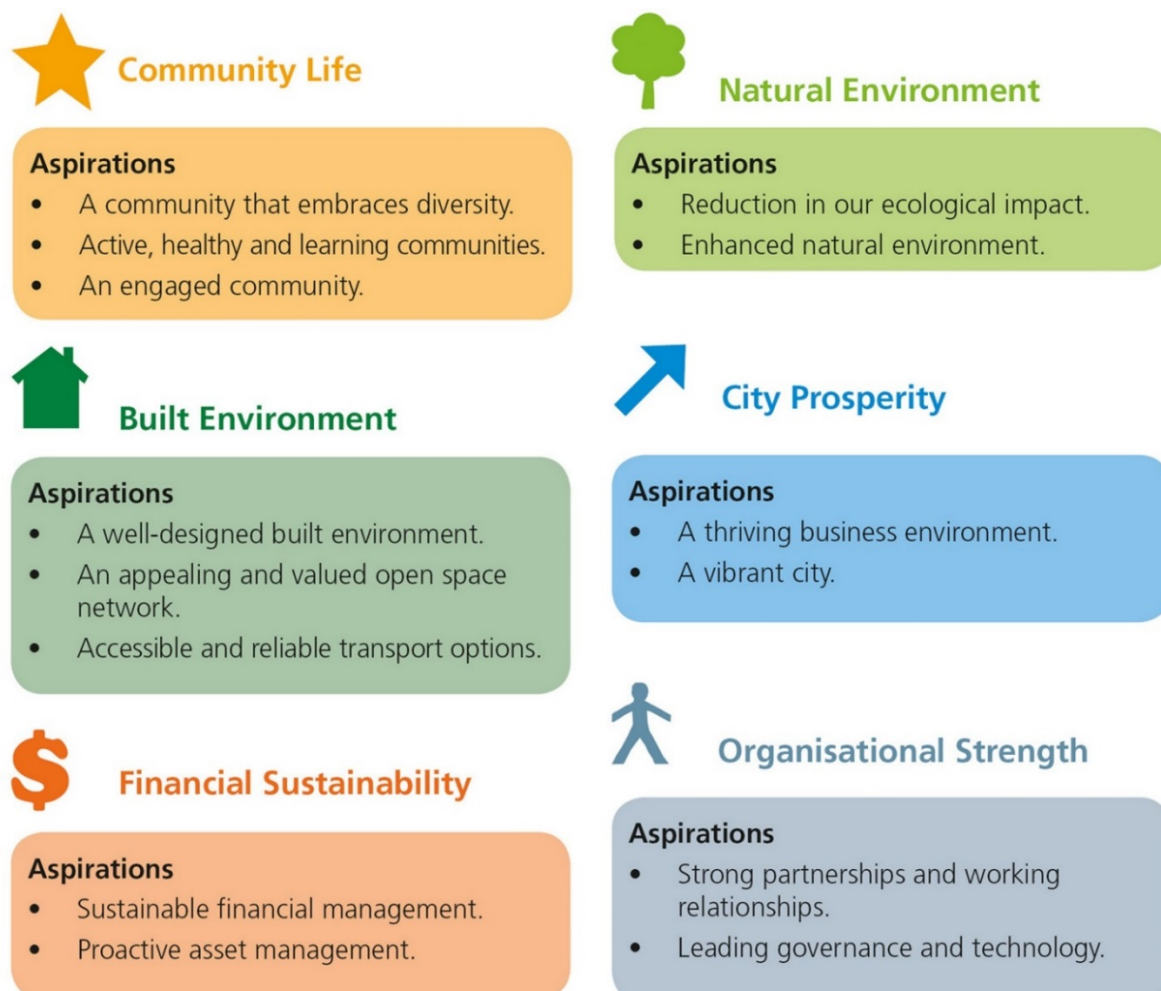 Community Life
Aspirations
• A community that embraces diversity.
• Active, healthy and learning communities.
• An engaged community.
Natural Environment
Aspirations
• Reduction in our ecological impact.
• Enhanced natural environment.
Built Environment
Aspirations
• A well-designed built environment.
• An appealing and valued open space
network.
• Accessible and reliable transport options.
City Prosperity
Aspirations
• A thriving business environment.
• A vibrant city.
$
Financial Sustainability
Aspirations
• Sustainable financial management.
• Proactive asset management.
Organisational Strength
Aspirations
• Strong partnerships and working
relationships.
• Leading governance and technology.